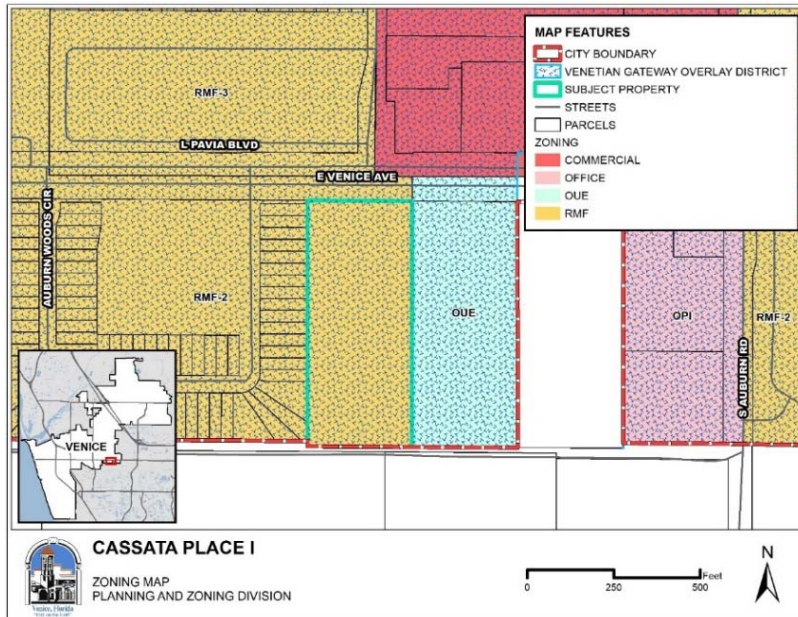 MAP FEATURES
CITY BOUNDARY
VENETIAN GATEWAY OVERLAY DISTRICT
SUBJECT PROPERTY
STREETS
PARCELS
ZONING
COMMERCIAL
OFFICE
OUE
RMF
RMF-3
L PAVIA BLVD
E VENICE AVE
AUBURN WOODS CIR
RMF-2
OUE
OPI
RMF-2
S AUBURN RD
VENICE
CASSATA PLACE I
ZONING MAP
PLANNING AND ZONING DIVISION
Venice, Florida
0 250 500
Feet
N